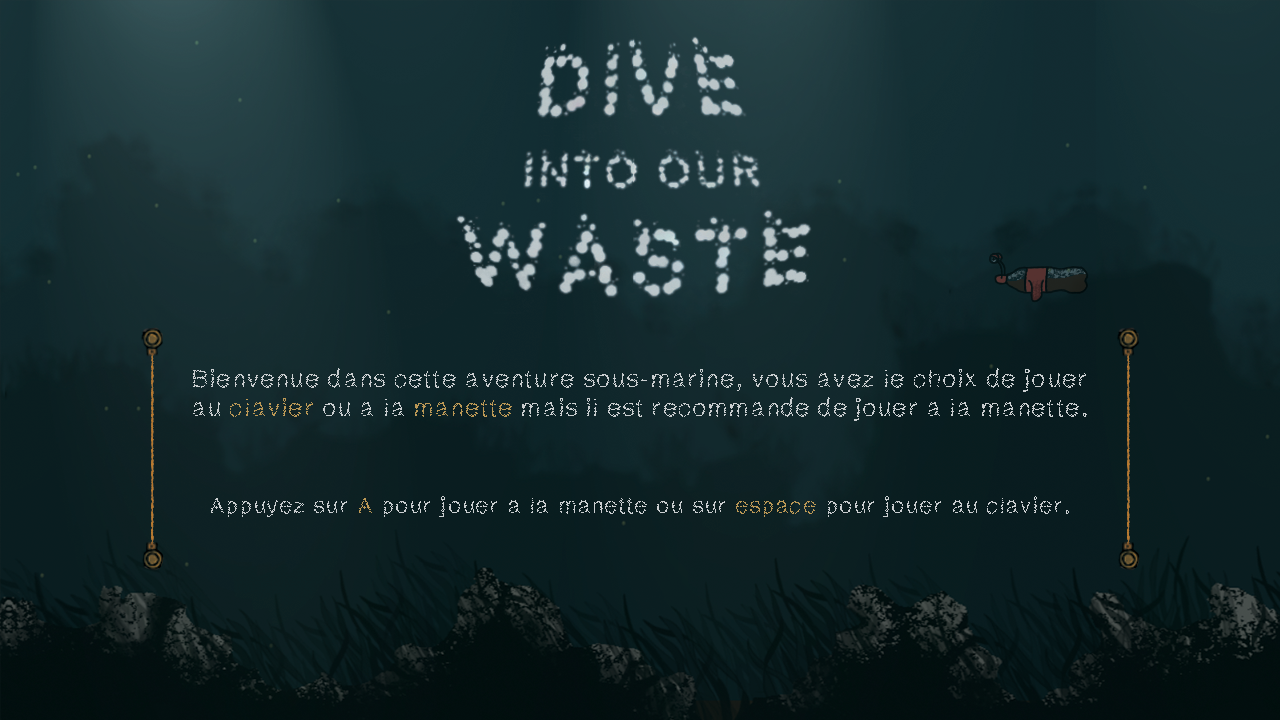 DIVE
INTO OUR
WASTE
Bienvenue dans cette aventure sous-marine, vous avez le choix de jouer
au clavier ou a la manette mais il est recommande de jouer a la manette.
Appuyez sur A pour jouer a la manette ou sur espace pour jouer au clavier.